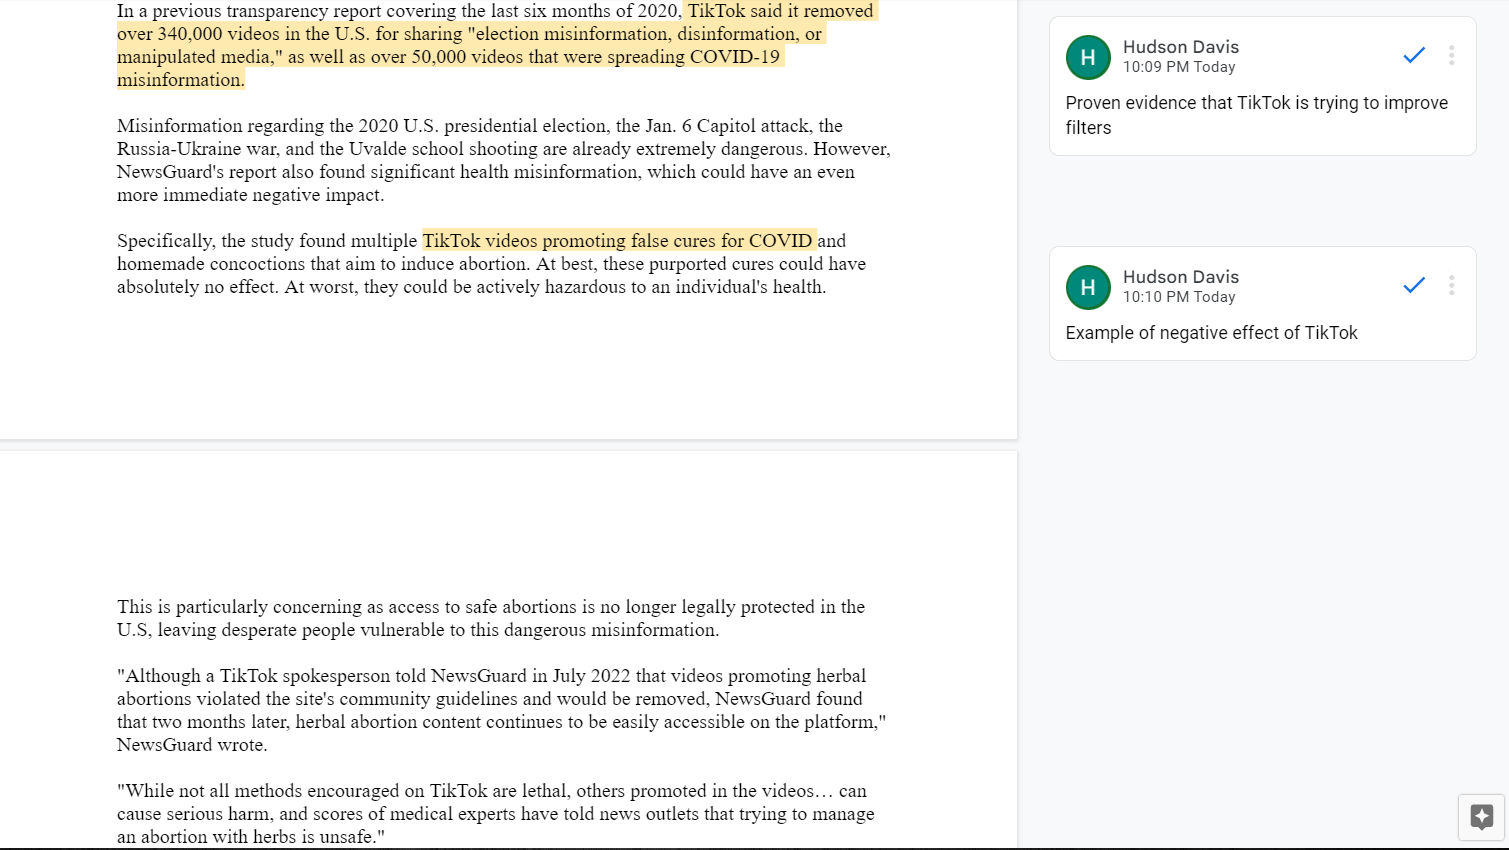 In a previous transparency report covering the last six months of 2020, TikTok said it removed
over 340,000 videos in the U.S. for sharing "election misinformation, disinformation, or
manipulated media," as well as over 50,000 videos that were spreading COVID-19
misinformation.
Misinformation regarding the 2020 U.S. presidential election, the Jan. 6 Capitol attack, the
Russia-Ukraine war, and the Uvalde school shooting are already extremely dangerous. However,
NewsGuard's report also found significant health misinformation, which could have an even
more immediate negative impact.
Specifically, the study found multiple TikTok videos promoting false cures for COVID and
homemade concoctions that aim to induce abortion. At best, these purported cures could have
absolutely no effect. At worst, they could be actively hazardous to an individual's health.
This is particularly concerning as access to safe abortions is no longer legally protected in the
U.S, leaving desperate people vulnerable to this dangerous misinformation.
"Although a TikTok spokesperson told NewsGuard in July 2022 that videos promoting herbal
abortions violated the site's community guidelines and would be removed, NewsGuard found
that two months later, herbal abortion content continues to be easily accessible on the platform,"
NewsGuard wrote.
"While not all methods encouraged on TikTok are lethal, others promoted in the videos… can
cause serious harm, and scores of medical experts have told news outlets that trying to manage
an abortion with herbs is unsafe."
H
Hudson Davis
10:09 PM Today
Proven evidence that TikTok is trying to improve
filters
H
Hudson Davis
10:10 PM Today
Example of negative effect of TikTok